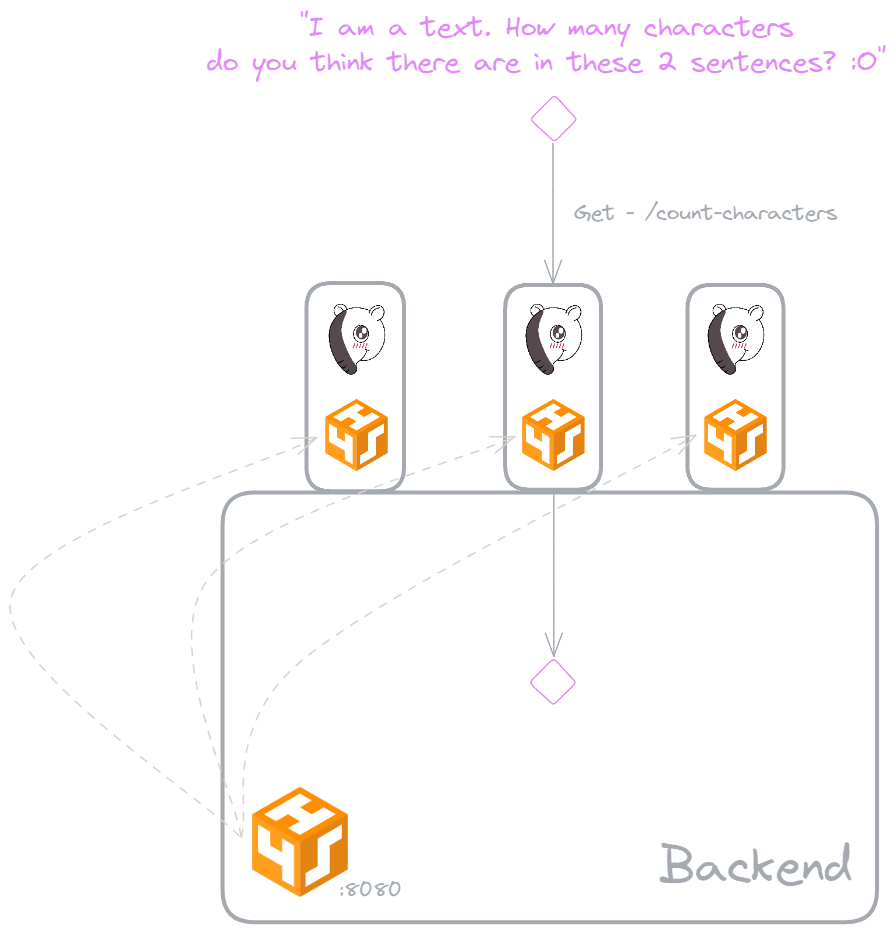 "I am a text. How many characters
do you think there are in these 2 sentences? :O"
Get - /count-characters
Backend
:8080